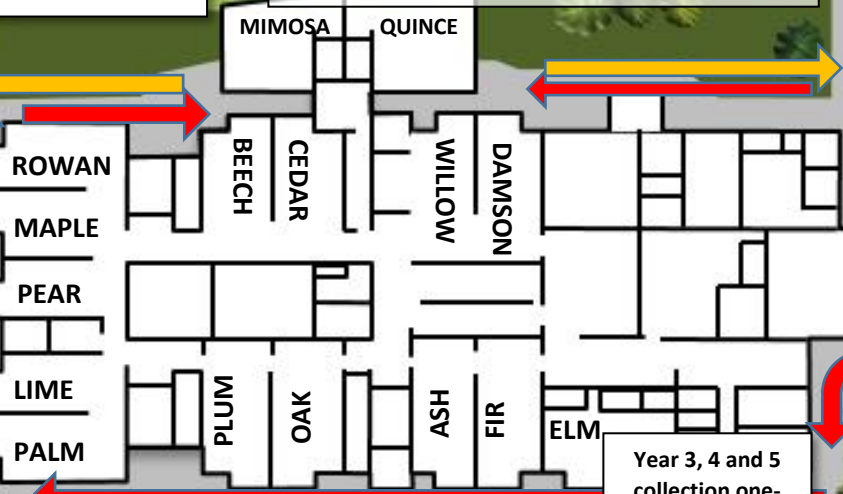 MIMOSA
QUINCE
ROWAN
BEECH
CEDAR
WILLOW
DAMSON
MAPLE
PEAR
LIME
PALM
PLUM
OAK
ASH
FIR
ELM
Year 3, 4 and 5
collection one-